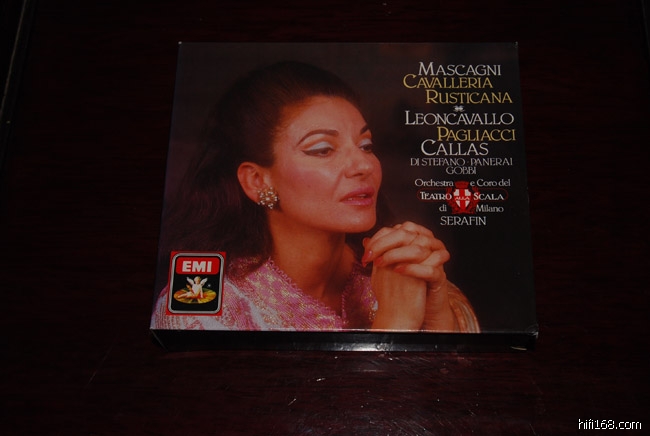 MASCAGNI
CAVALLERIA
RUSTICANA
LEONCAVALLO
PAGLIACCI
CALLAS
DI STEFANO · PANERAI
GOBBI
Orchestra e Coro del
TEATRO ALLA SCALA
di Milano
SERAFIN
EMI
hifi168.com